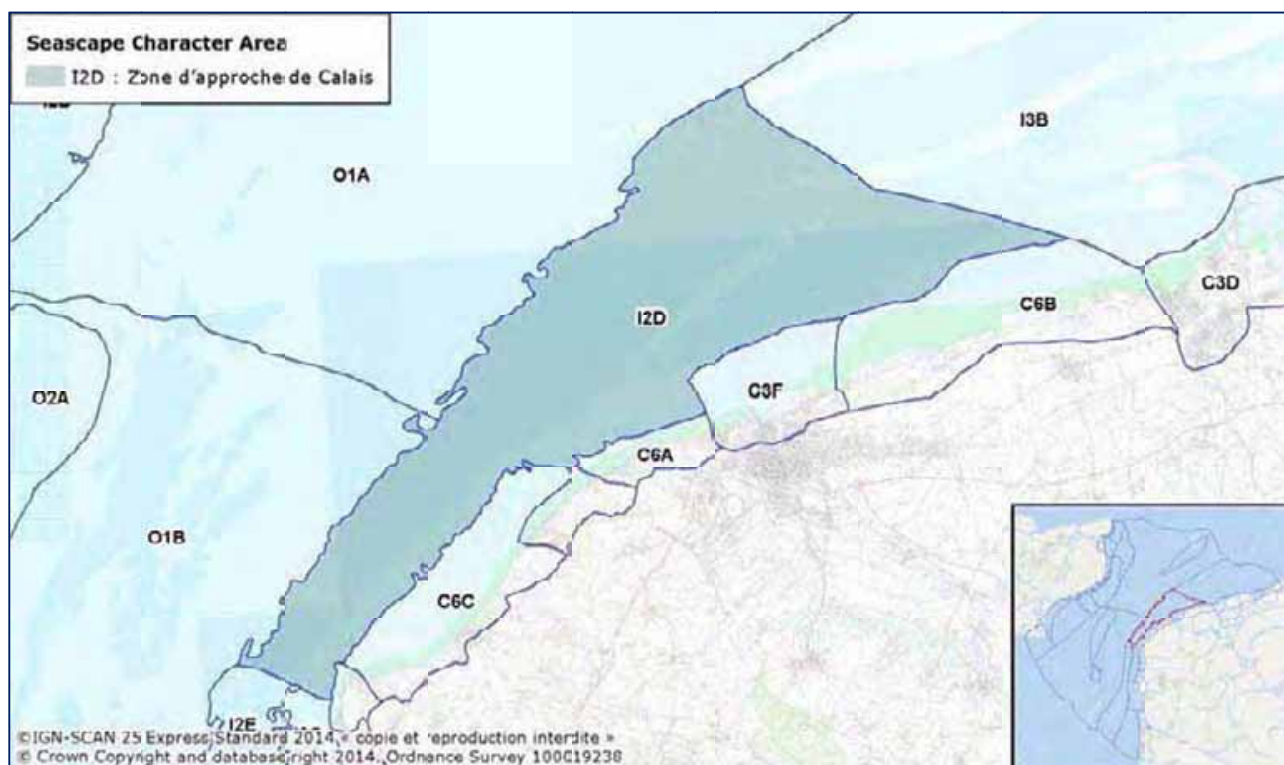 Seascape Character Area
I2D : Zone d'approche de Calais
I3B
O1A
C3D
C6B
I2D
O2A
C3F
C6A
O1B
C6C
I2E
©IGN-SCAN 25 Express Standard 2014 « copie et reproduction interdite »
© Crown Copyright and database right 2014. Ordnance Survey 100019238